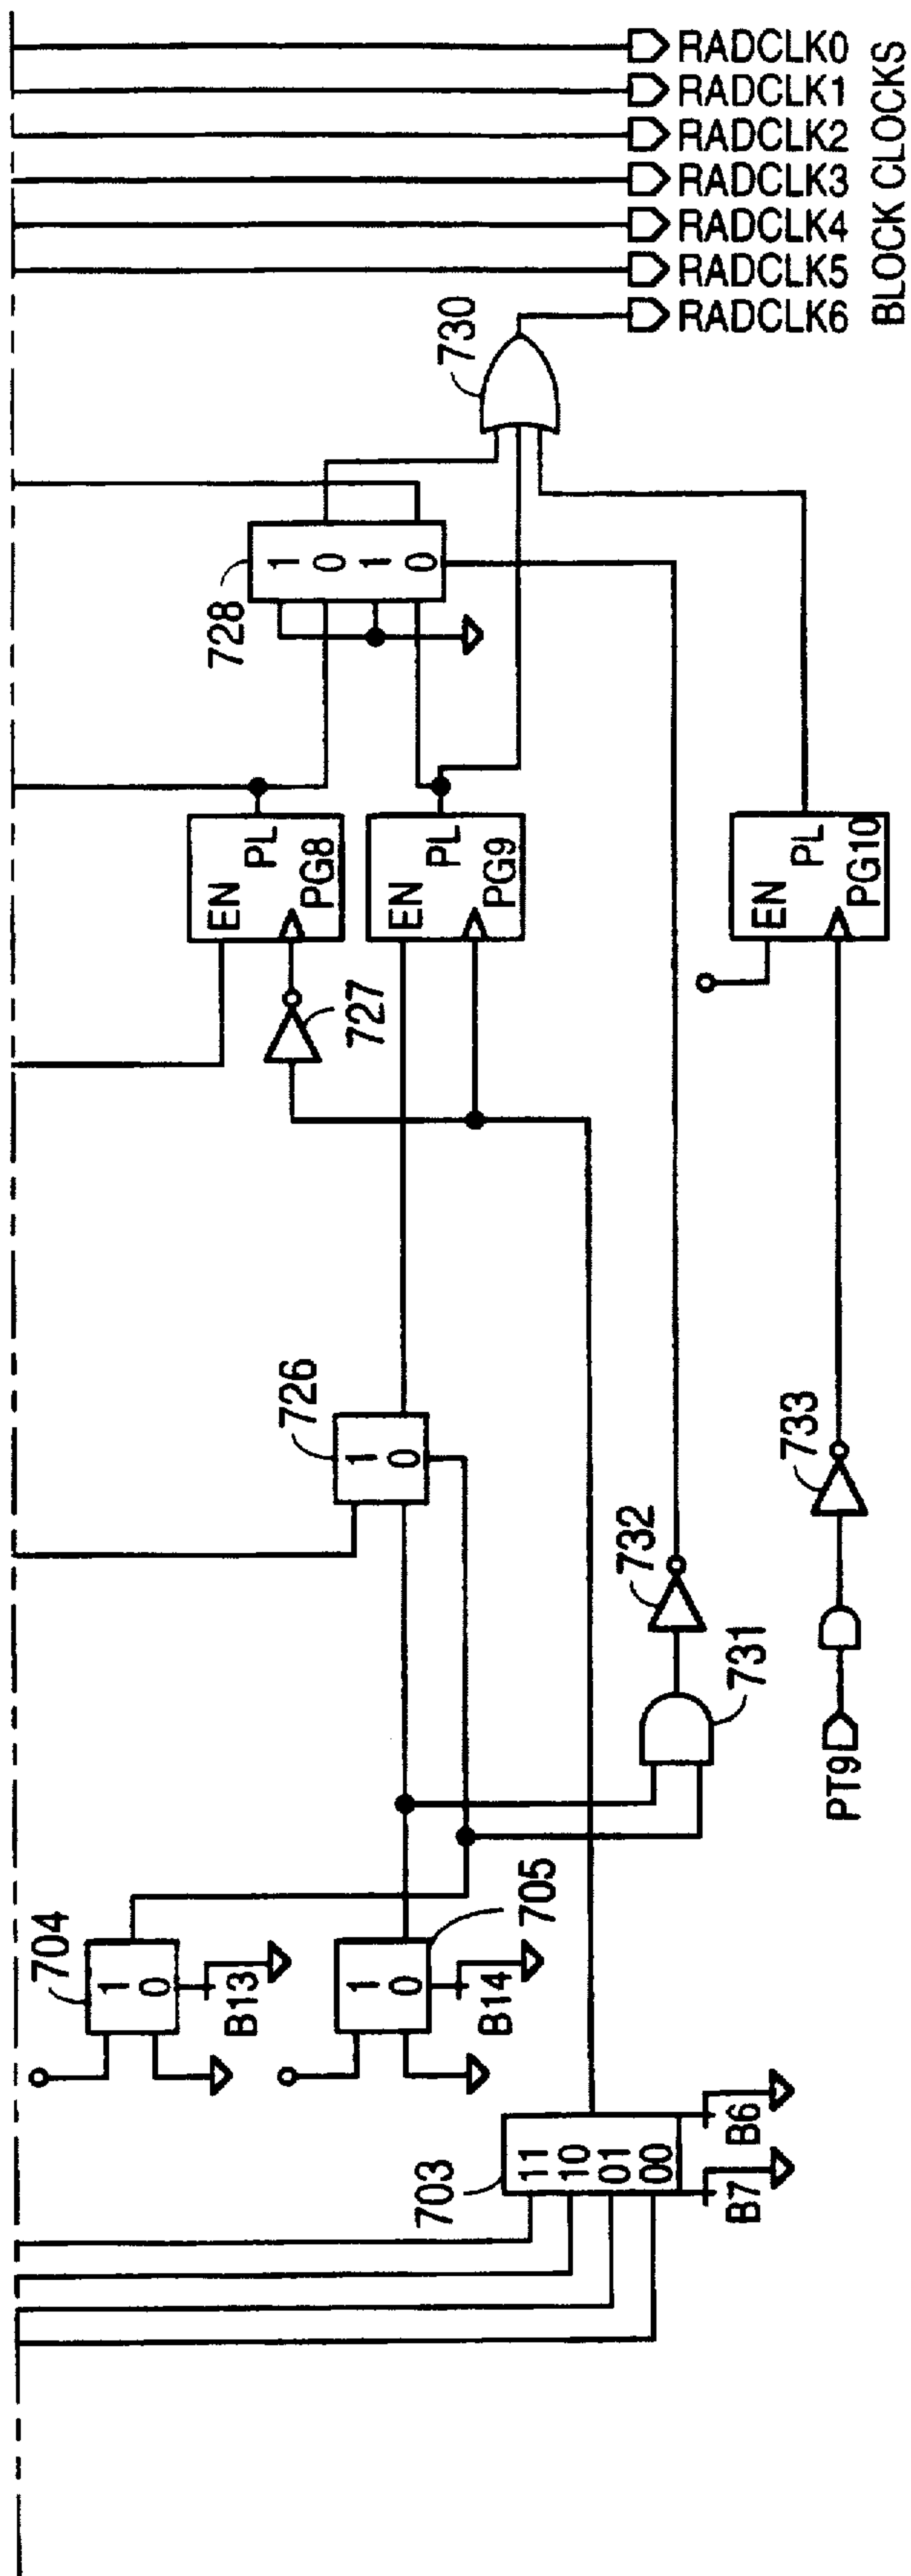 RADCLK0
RADCLK1
RADCLK2
RADCLK3
RADCLK4
RADCLK5
RADCLK6
BLOCK CLOCKS
730
728
1
0
1
0
EN
PL
PG8
EN
PL
PG9
EN
PL
PG10
727
726
1
0
733
732
731
PT9
704
1
0
B13
705
1
0
B14
703
11
10
01
00
B6
B7